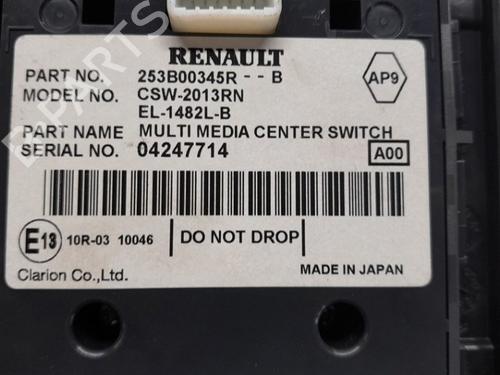 RENAULT
PART NO. 253B00345R - - B
MODEL NO. CSW-2013RN
EL-1482L-B
PART NAME MULTI MEDIA CENTER SWITCH
SERIAL NO. 04247714
AP9
A00
E13 10R-03 10046
DO NOT DROP
Clarion Co.,Ltd.
MADE IN JAPAN